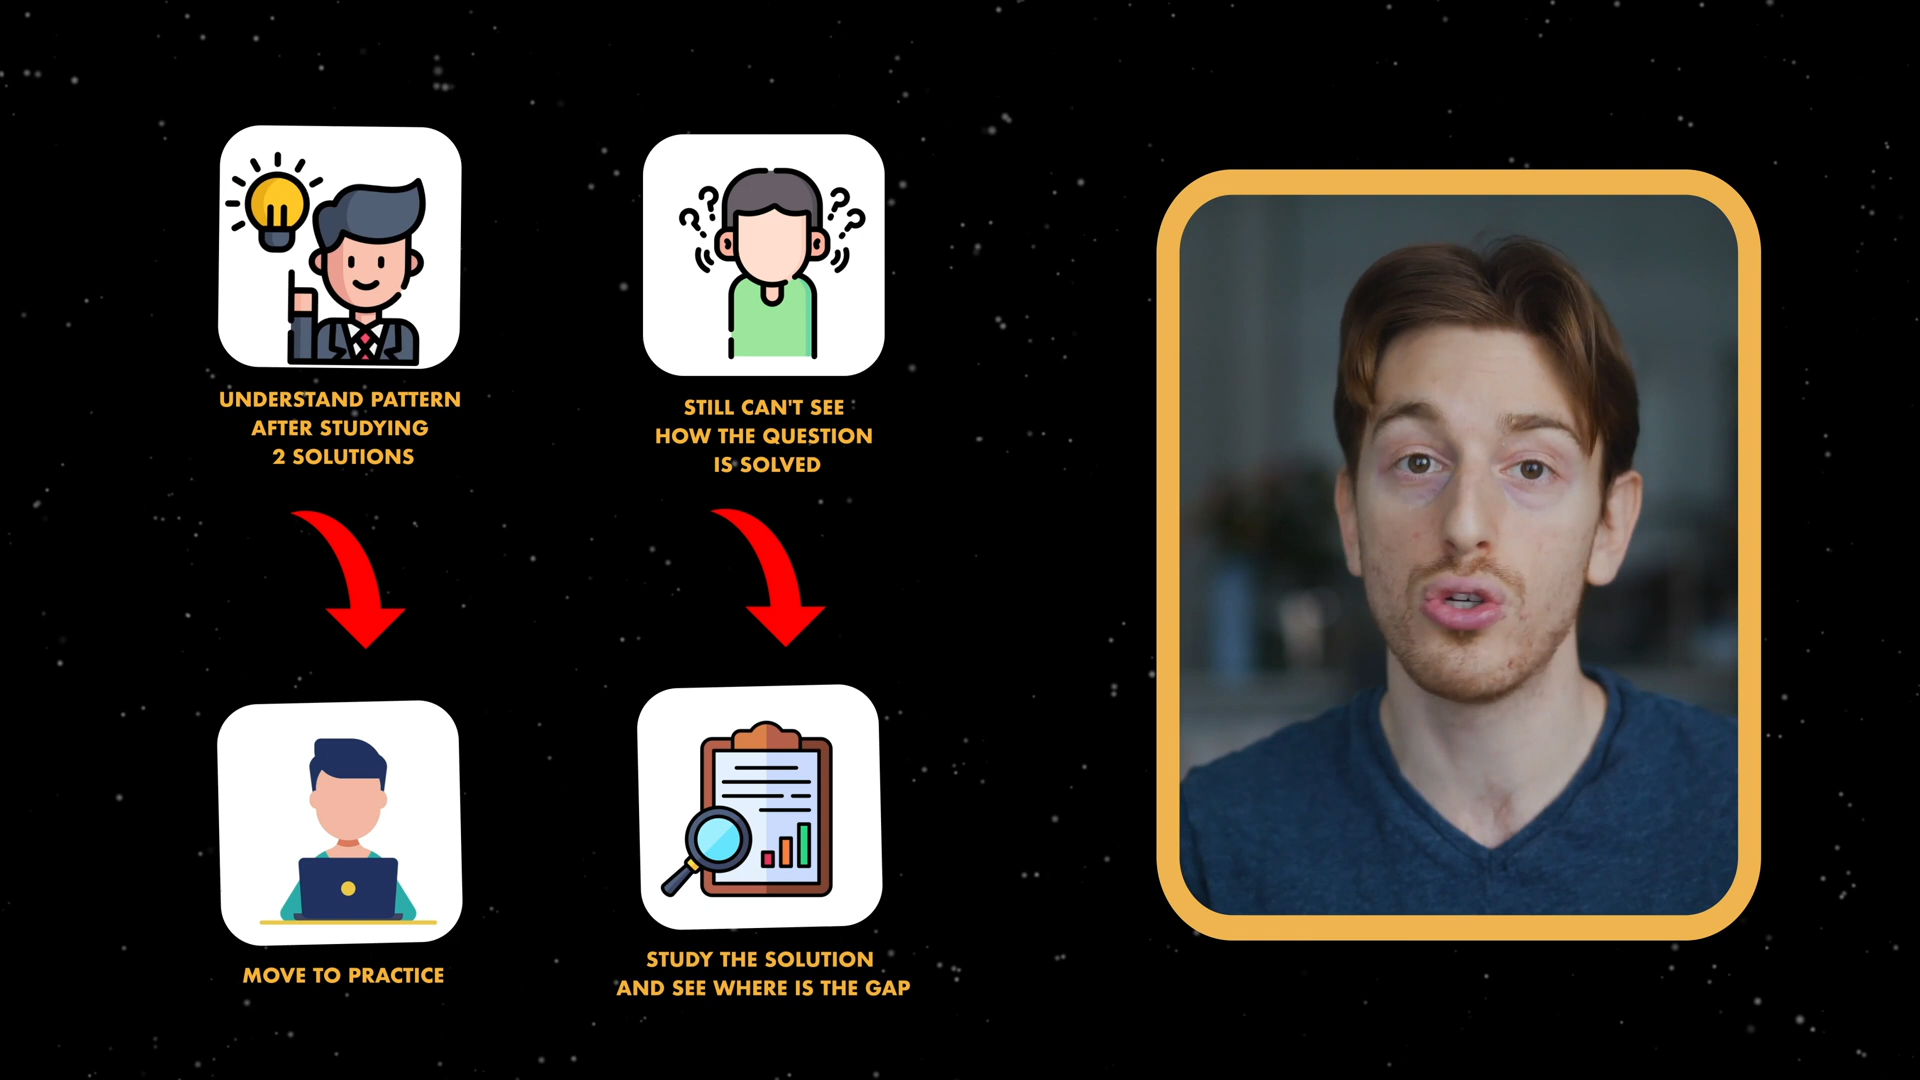 UNDERSTAND PATTERN
AFTER STUDYING
2 SOLUTIONS
STILL CAN'T SEE
HOW THE QUESTION
IS SOLVED
MOVE TO PRACTICE
STUDY THE SOLUTION
AND SEE WHERE IS THE GAP